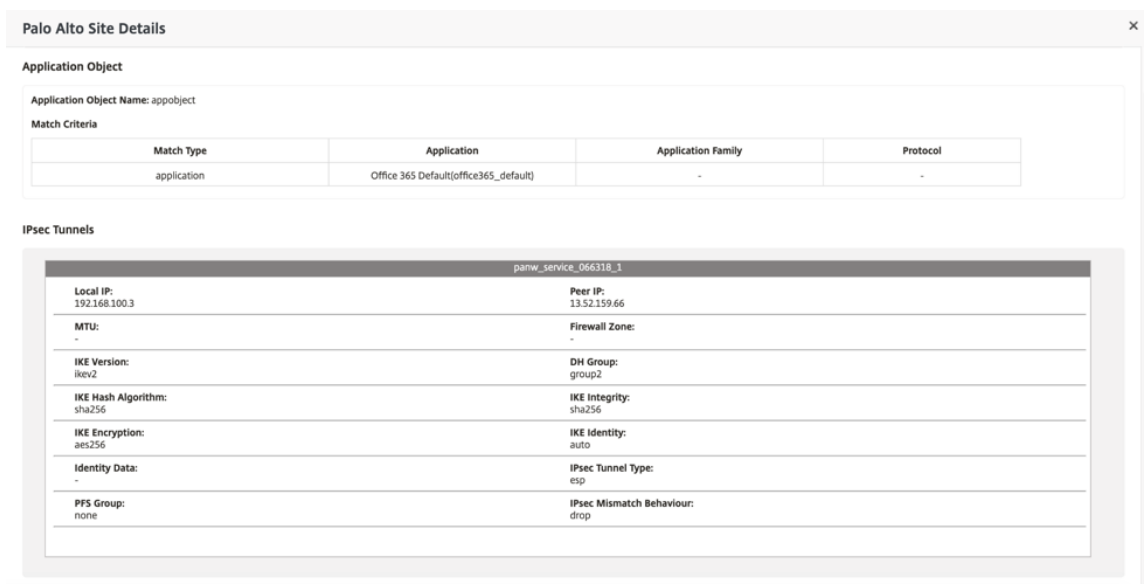 Palo Alto Site Details ×
Application Object
Application Object Name: appobject
Match Criteria
Match Type Application Application Family Protocol
application Office 365 Default(office365_default) - -
IPsec Tunnels
panw_service_066318_1
Local IP: Peer IP:
192.168.100.3 13.52.159.66
MTU: Firewall Zone:
- -
IKE Version: DH Group:
ikev2 group2
IKE Hash Algorithm: IKE Integrity:
sha256 sha256
IKE Encryption: IKE Identity:
aes256 auto
Identity Data: IPsec Tunnel Type:
- esp
PFS Group: IPsec Mismatch Behaviour:
none drop